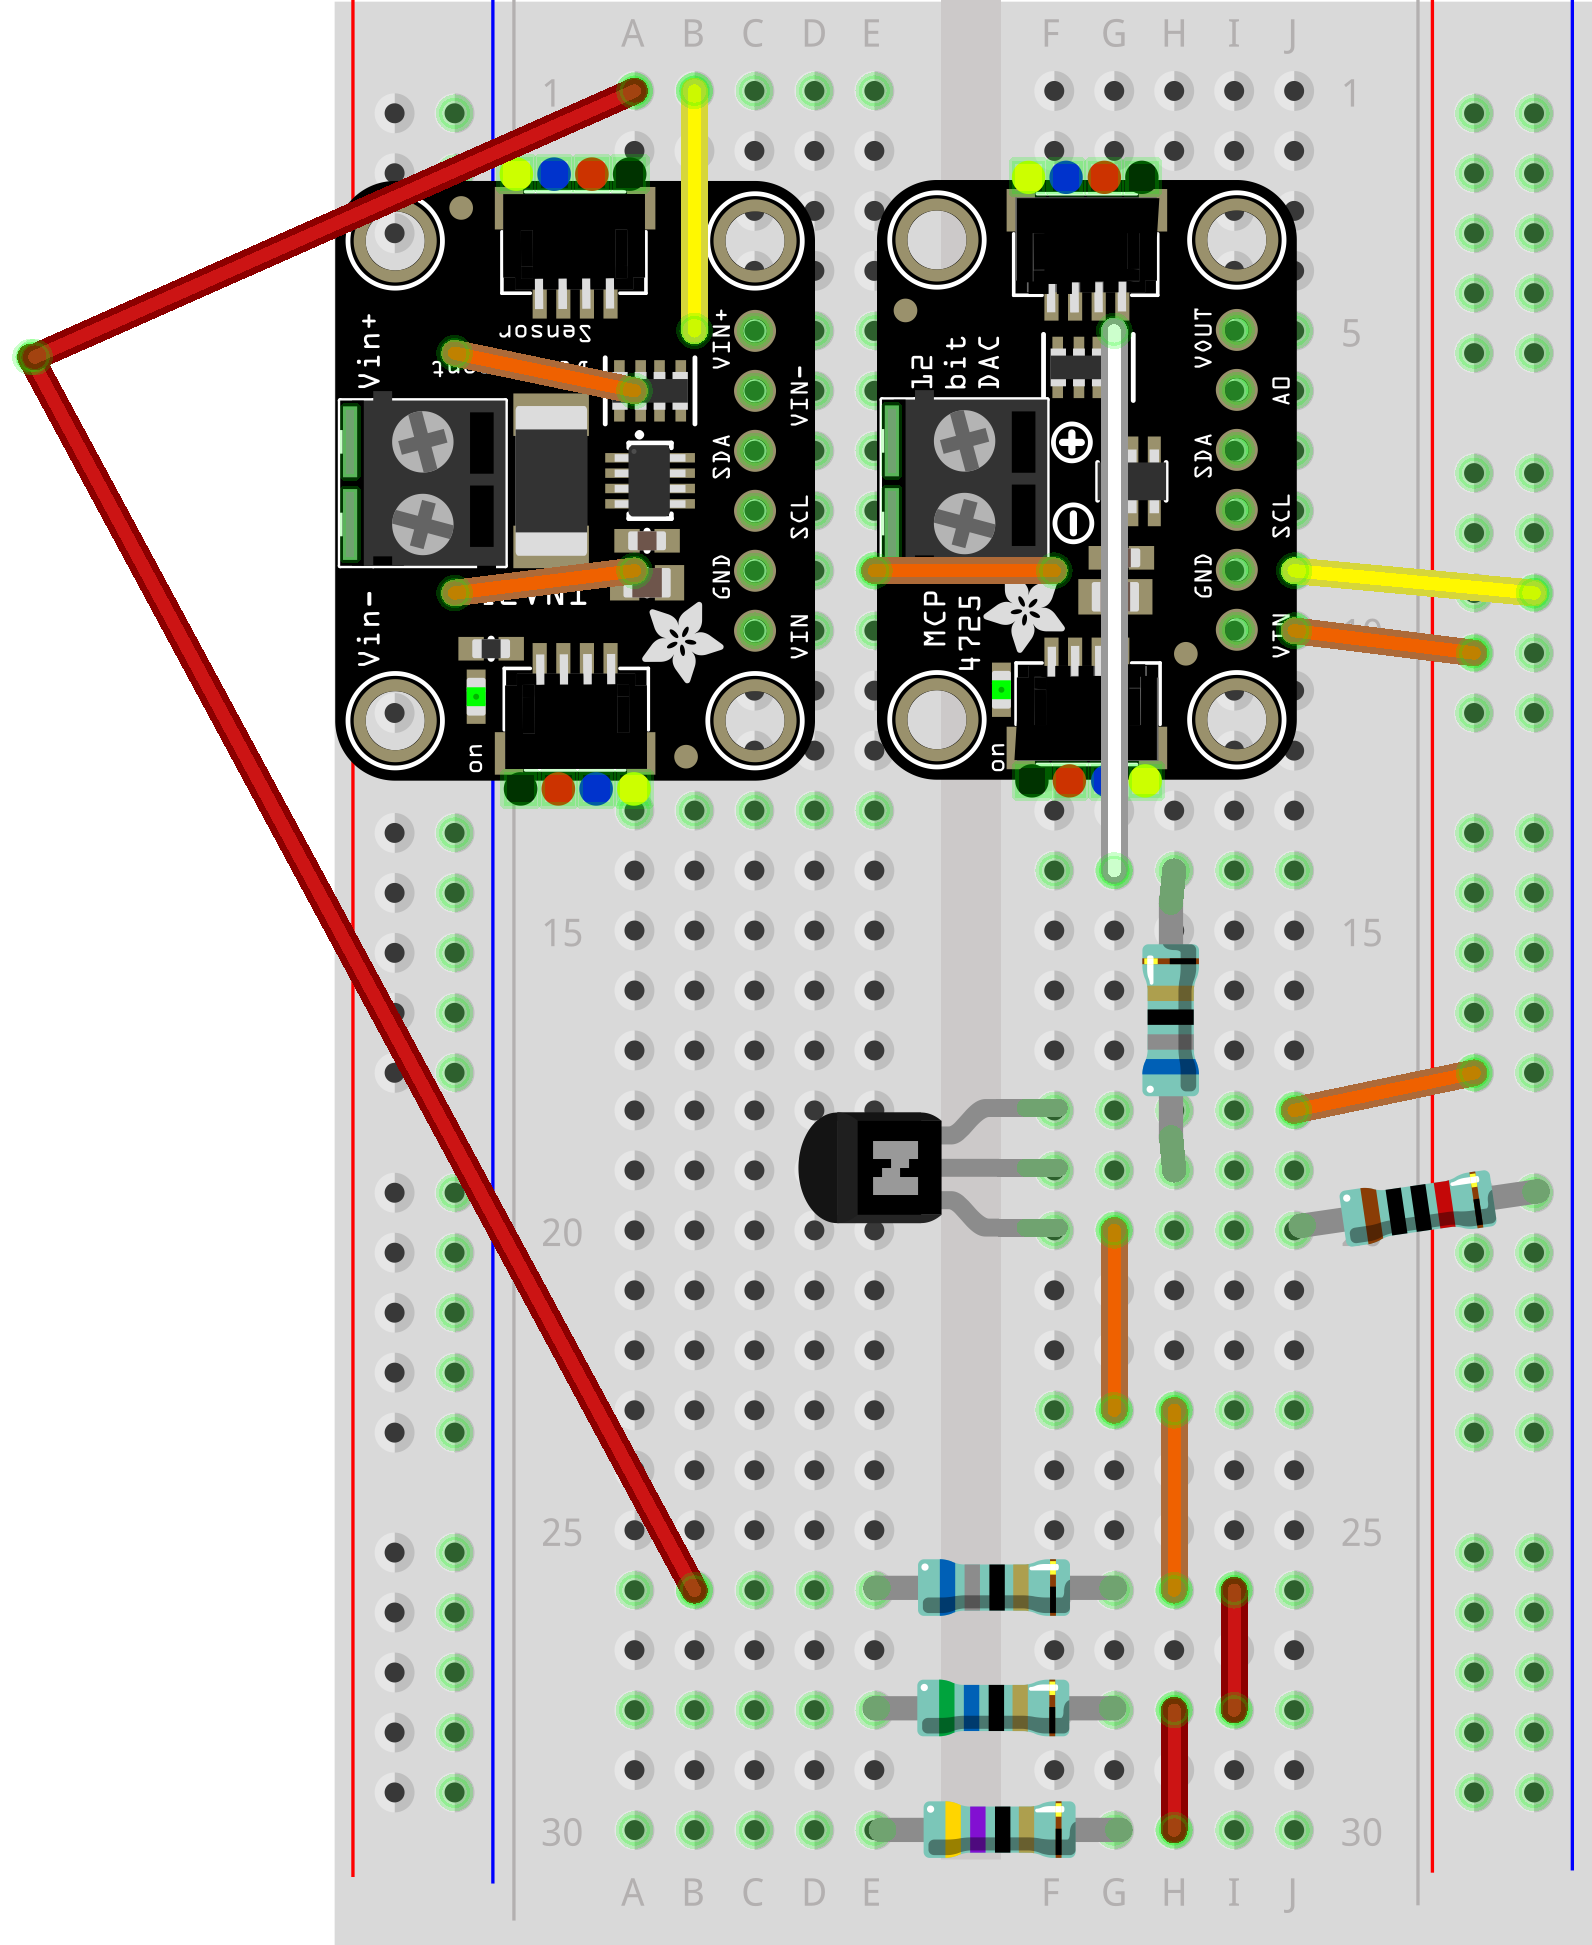 A B C D E F G H I J
1 1
Vin+
Sensor
VIN+
VIN-
SDA
SCL
GND
VIN
Vin-
on
12
bit
DAC
VOUT
A0
SDA
SCL
GND
VIN
MCP
4725
on
5
15 15
20
25 25
30 30
A B C D E F G H I J